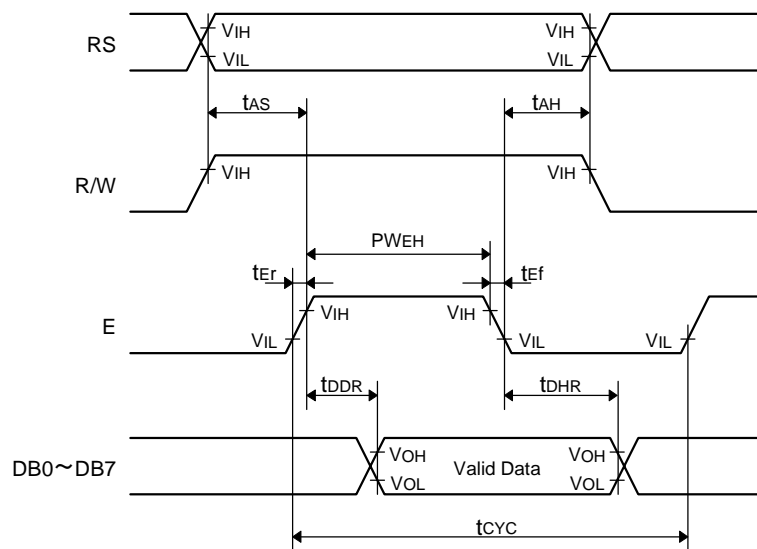 RS
VIH
VIL
VIH
VIL
tAS
tAH
R/W
VIH
VIH
PWEH
tEr
tEf
E
VIH
VIL
VIH
VIL
VIL
tDDR
tDHR
DB0～DB7
VOH
VOL
Valid Data
VOH
VOL
tCYC